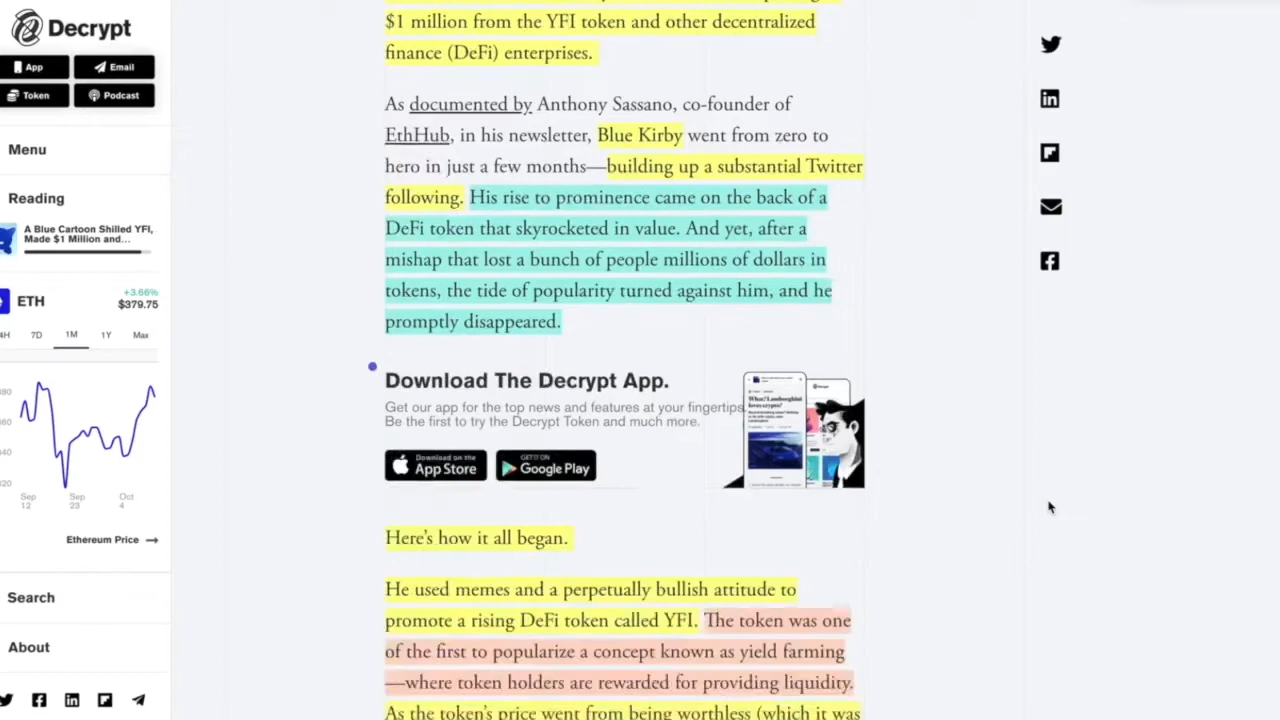 Decrypt
App
Email
Token
Podcast
Menu
Reading
A Blue Cartoon Shilled YFI,
Made $1 Million and...
ETH
+3.66%
$379.75
7D
1M
1Y
Max
Sep
12
Sep
23
Oct
4
Ethereum Price
Search
About
$1 million from the YFI token and other decentralized
finance (DeFi) enterprises.
As documented by Anthony Sassano, co-founder of
EthHub, in his newsletter, Blue Kirby went from zero to
hero in just a few months—building up a substantial Twitter
following. His rise to prominence came on the back of a
DeFi token that skyrocketed in value. And yet, after a
mishap that lost a bunch of people millions of dollars in
tokens, the tide of popularity turned against him, and he
promptly disappeared.
Download The Decrypt App.
Get our app for the top news and features at your fingertips
Be the first to try the Decrypt Token and much more.
Download on the
App Store
GET IT ON
Google Play
Here's how it all began.
He used memes and a perpetually bullish attitude to
promote a rising DeFi token called YFI. The token was one
of the first to popularize a concept known as yield farming
—where token holders are rewarded for providing liquidity.
As the token's price went from being worthless (which it was